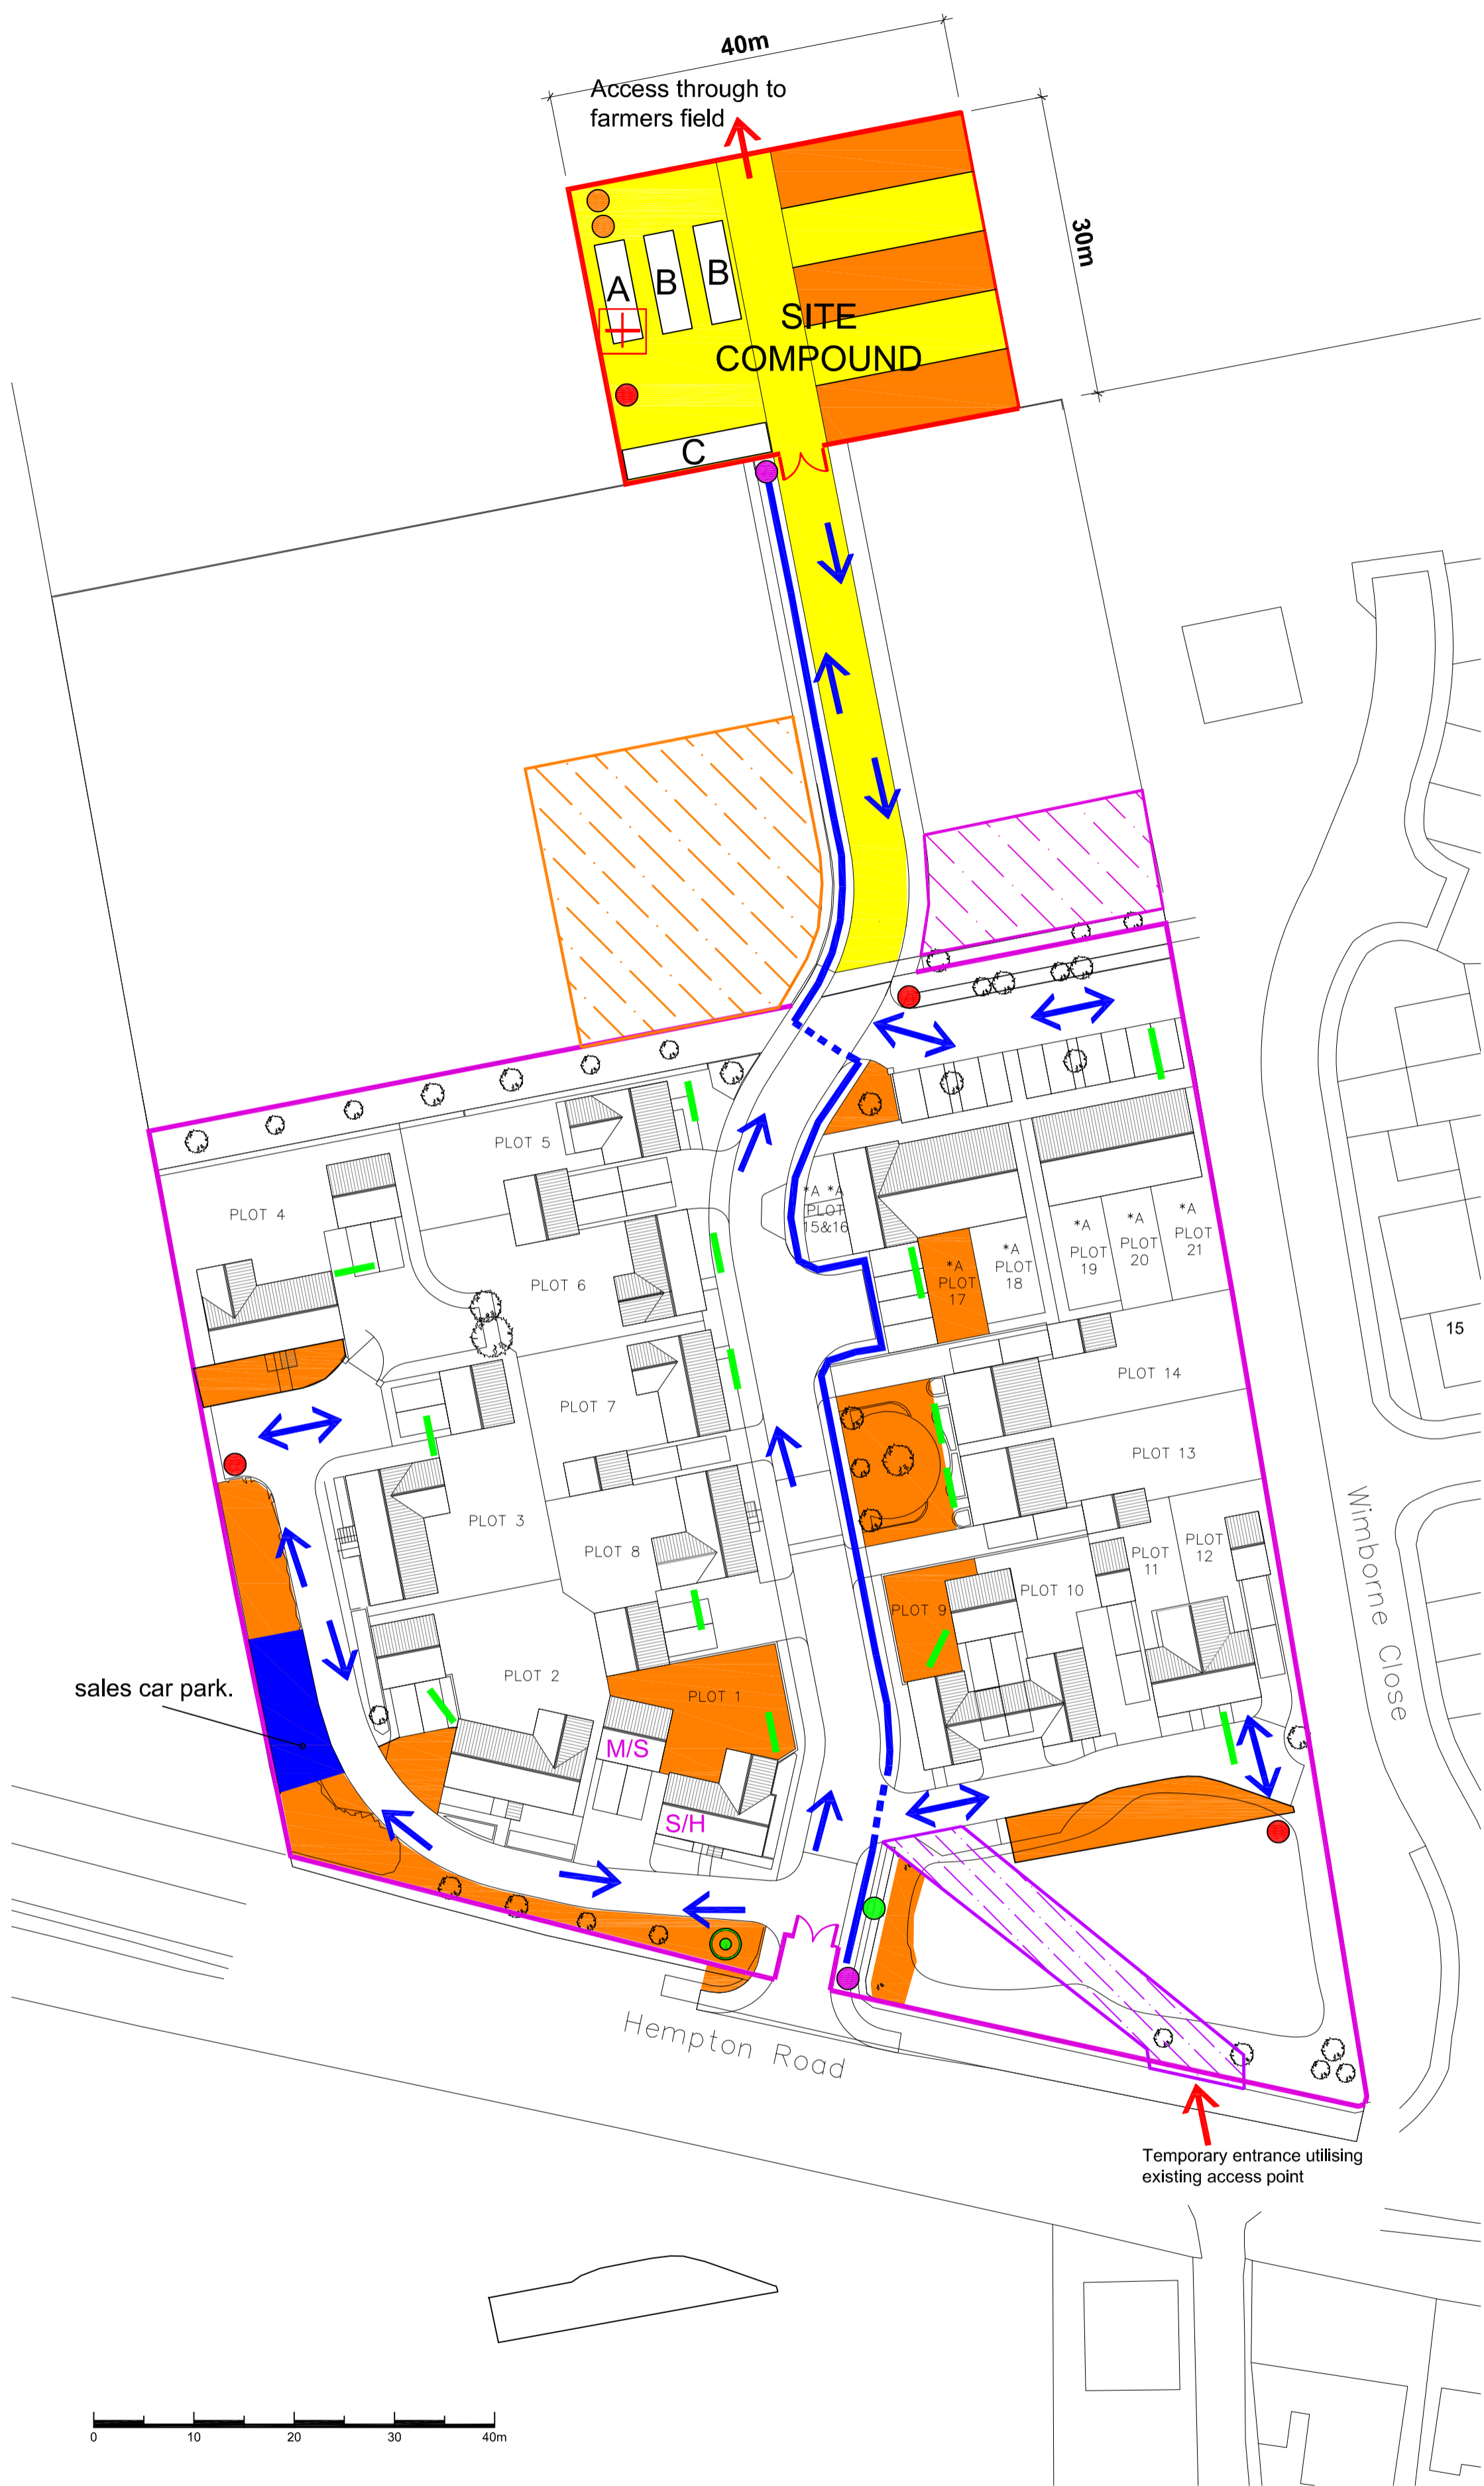 40m
Access through to
farmers field
30m
A
B
B
SITE
COMPOUND
C
PLOT 5
PLOT 4
*A *A
PLOT
15&16
*A
PLOT
21
*A
PLOT
20
*A
PLOT
19
*A
PLOT
18
*A
PLOT
17
PLOT 6
15
PLOT 14
PLOT 7
PLOT 13
PLOT 3
PLOT
12
PLOT
11
PLOT 8
PLOT 10
PLOT 9
Wimborne Close
PLOT 2
sales car park.
PLOT 1
M/S
S/H
Hempton Road
Temporary entrance utilising
existing access point
0 10 20 30 40m